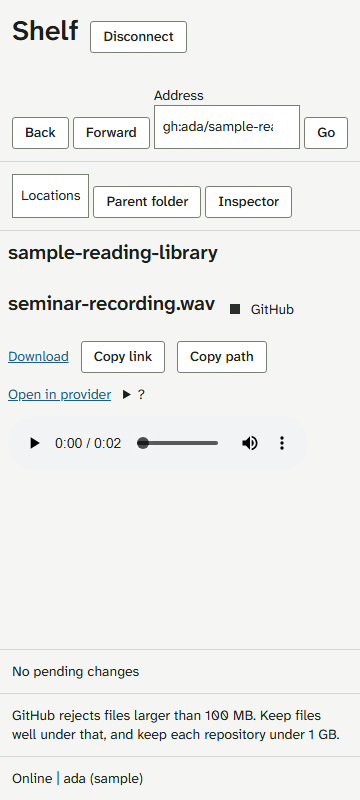 Shelf
Disconnect
Address
Back
Forward
gh:ada/sample-rea
Go
Locations
Parent folder
Inspector
sample-reading-library
seminar-recording.wav
GitHub
Download
Copy link
Copy path
Open in provider
?
0:00 / 0:02
No pending changes
GitHub rejects files larger than 100 MB. Keep files
well under that, and keep each repository under 1 GB.
Online | ada (sample)